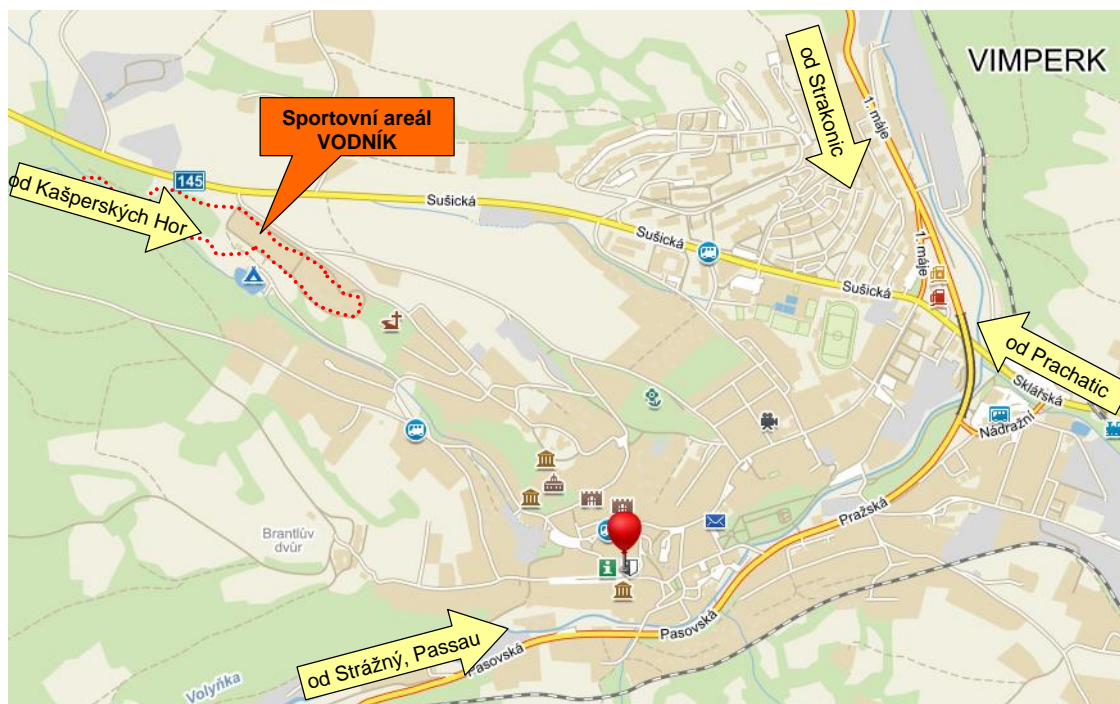 VIMPERK
od Strakonic
1. máje
Sportovní areál
VODNÍK
145
od Kašperských Hor
Sušická
Sušická
1. máje
Sušická
od Prachatic
Sklářská
Nádražní
Pražská
Brantlův
dvůr
Pasovská
od Strážný, Passau
Pasovská
Volyňka